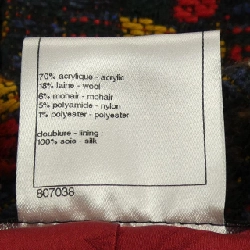 70% acrylique - acrylic
18% laine - wool
6% mohair - mohair
5% polyamide - nylon
1% polyester - polyester
doublure - lining
100% soie - silk
807038